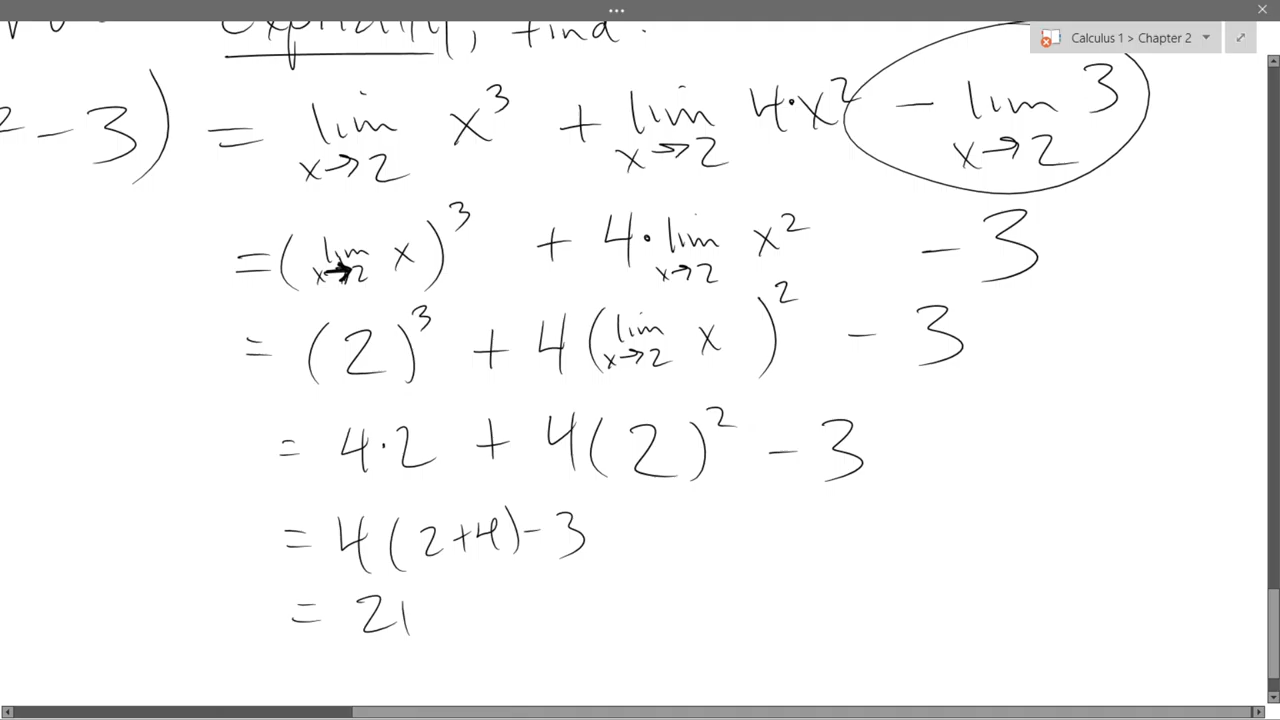 Explicitly, find:
Calculus 1 > Chapter 2
² - 3) = lim x→2 x³ + lim x→2 4·x² - lim x→2 3
= (lim x→2 x)³ + 4·lim x→2 x² - 3
= (2)³ + 4(lim x→2 x)² - 3
= 4·2 + 4(2)² - 3
= 4(2+4)-3
= 21